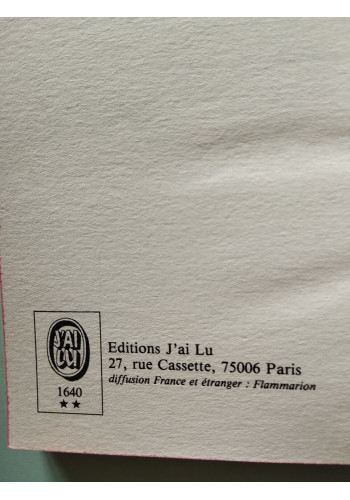 J'AI
LU
1640
★★
Editions J'ai Lu
27, rue Cassette, 75006 Paris
diffusion France et étranger : Flammarion